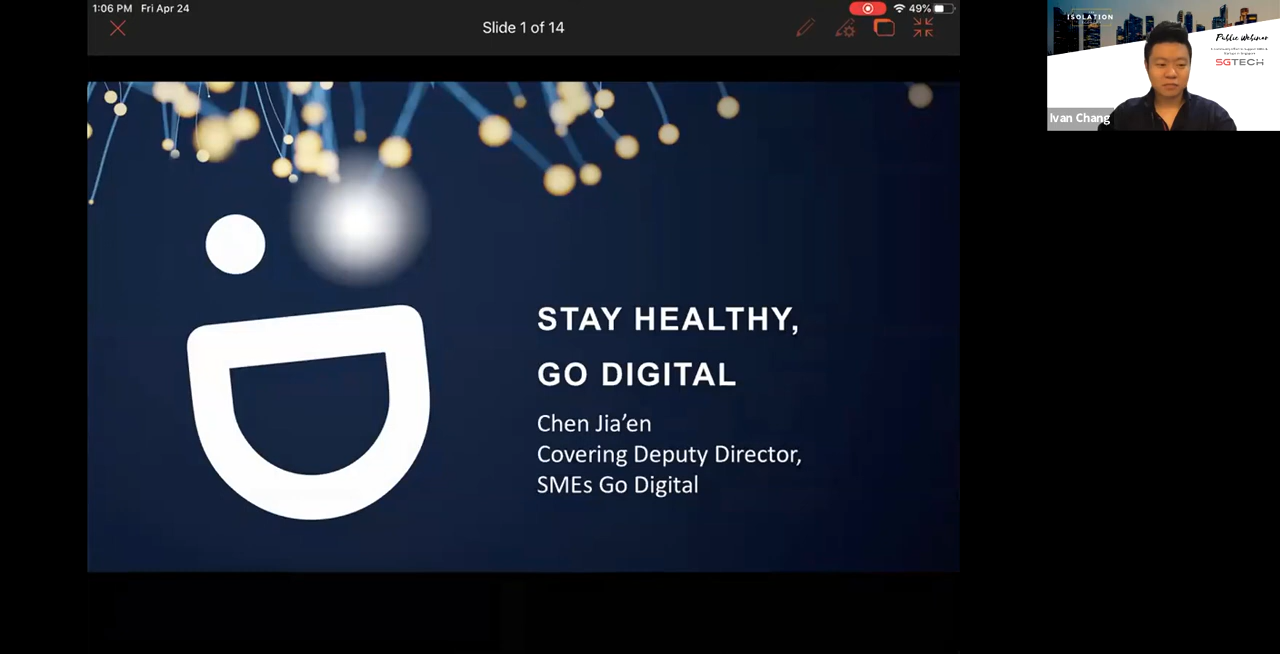 1:06 PM Fri Apr 24
49%
Slide 1 of 14
ISOLATION
Public Webinar
SGTECH
Ivan Chang
STAY HEALTHY,
GO DIGITAL
Chen Jia’en
Covering Deputy Director,
SMEs Go Digital